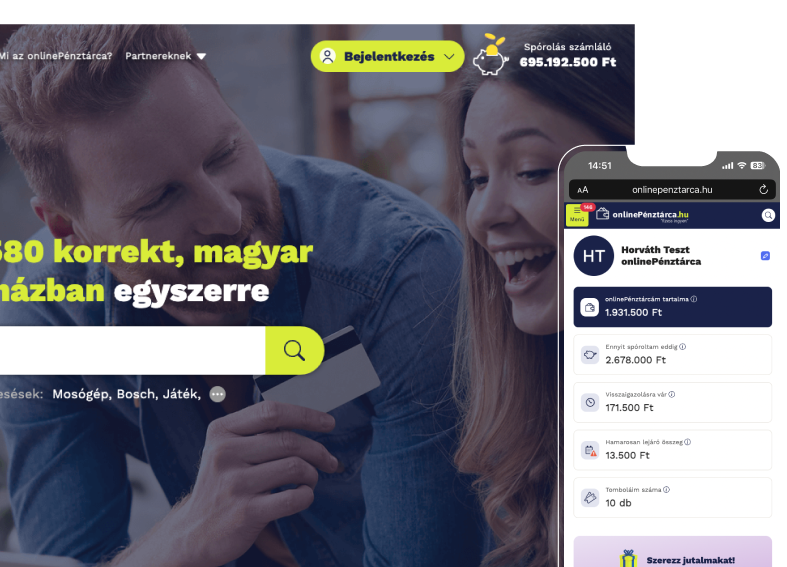 Mi az onlinePénztárca? Partnereknek
Bejelentkezés
Spórolás számláló
695.192.500 Ft
580 korrekt, magyar
házban egyszerre
esések: Mosógép, Bosch, Játék,
14:51
83
AA onlinepenztarca.hu
146
Menü
onlinePénztárca.hu
HT
Horváth Teszt
onlinePénztárca
onlinePénztárcám tartalma
1.931.500 Ft
Ennyit spóroltam eddig
2.678.000 Ft
Visszaigazolásra vár
171.500 Ft
Hamarosan lejáró összeg
13.500 Ft
Tomboláim száma
10 db
Szerezz jutalmakat!